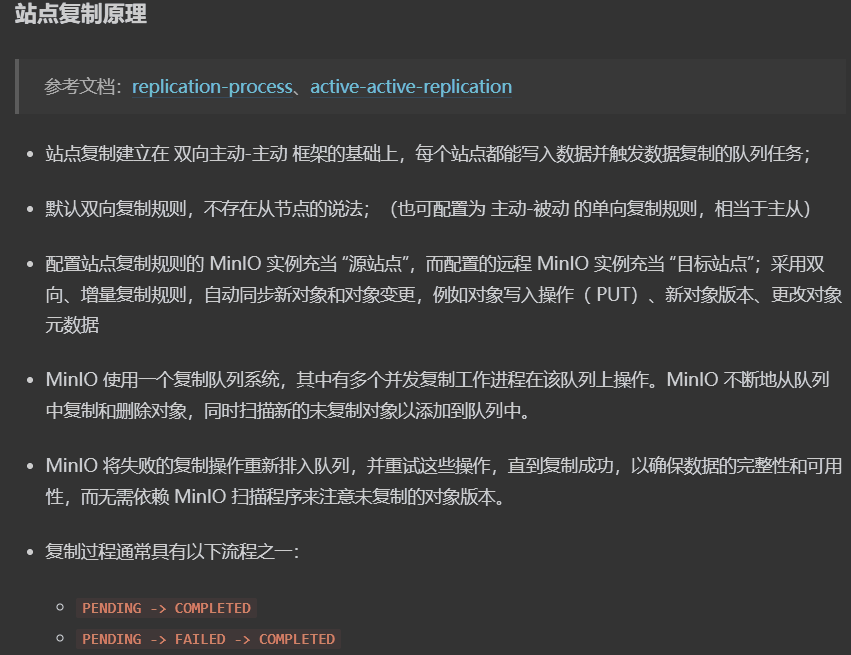 站点复制原理
参考文档：replication-process、active-active-replication
站点复制建立在 双向主动-主动 框架的基础上，每个站点都能写入数据并触发数据复制的队列任务；
默认双向复制规则，不存在从节点的说法；（也可配置为 主动-被动 的单向复制规则，相当于主从）
配置站点复制规则的 MinIO 实例充当 “源站点”，而配置的远程 MinIO 实例充当 “目标站点”；采用双
向、增量复制规则，自动同步新对象和对象变更，例如对象写入操作（ PUT）、新对象版本、更改对象
元数据
MinIO 使用一个复制队列系统，其中有多个并发复制工作进程在该队列上操作。MinIO 不断地从队列
中复制和删除对象，同时扫描新的未复制对象以添加到队列中。
MinIO 将失败的复制操作重新排入队列，并重试这些操作，直到复制成功，以确保数据的完整性和可用
性，而无需依赖 MinIO 扫描程序来注意未复制的对象版本。
复制过程通常具有以下流程之一：
PENDING -> COMPLETED
PENDING -> FAILED -> COMPLETED